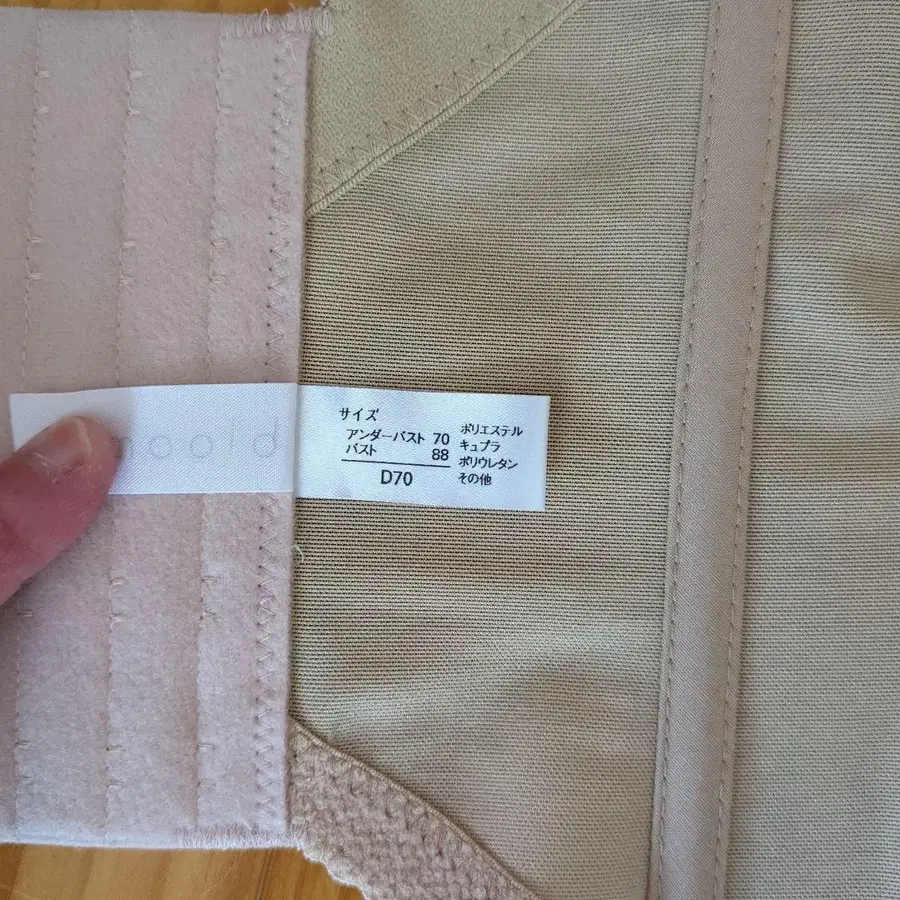 サイズ
アンダーバスト 70
バスト 88
D70
ポリエステル
キュプラ
ポリウレタン
その他